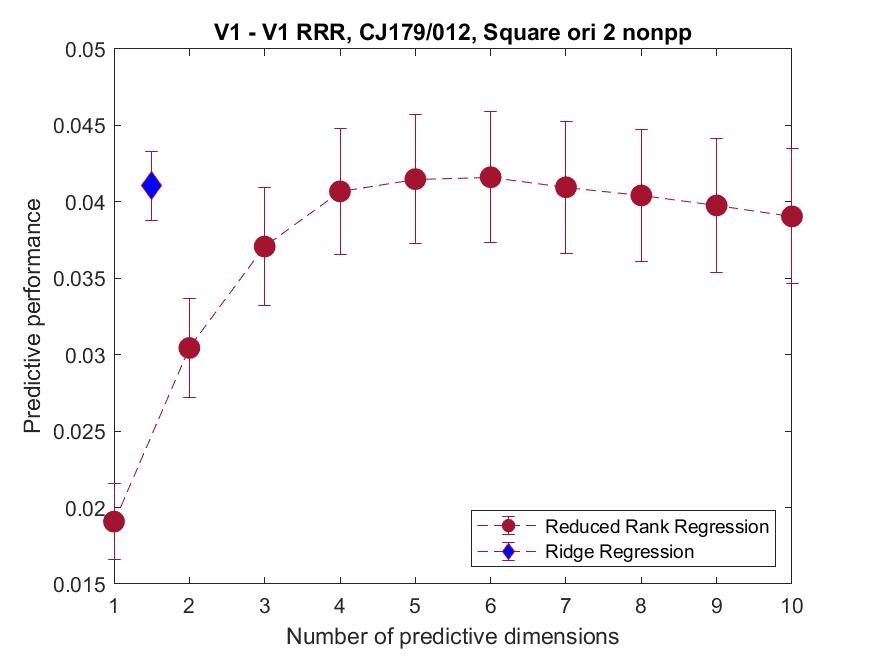 V1 - V1 RRR, CJ179/012, Square ori 2 nonpp
0.05
0.045
0.04
0.035
0.03
0.025
0.02
0.015
Predictive performance
1 2 3 4 5 6 7 8 9 10
Number of predictive dimensions
Reduced Rank Regression
Ridge Regression